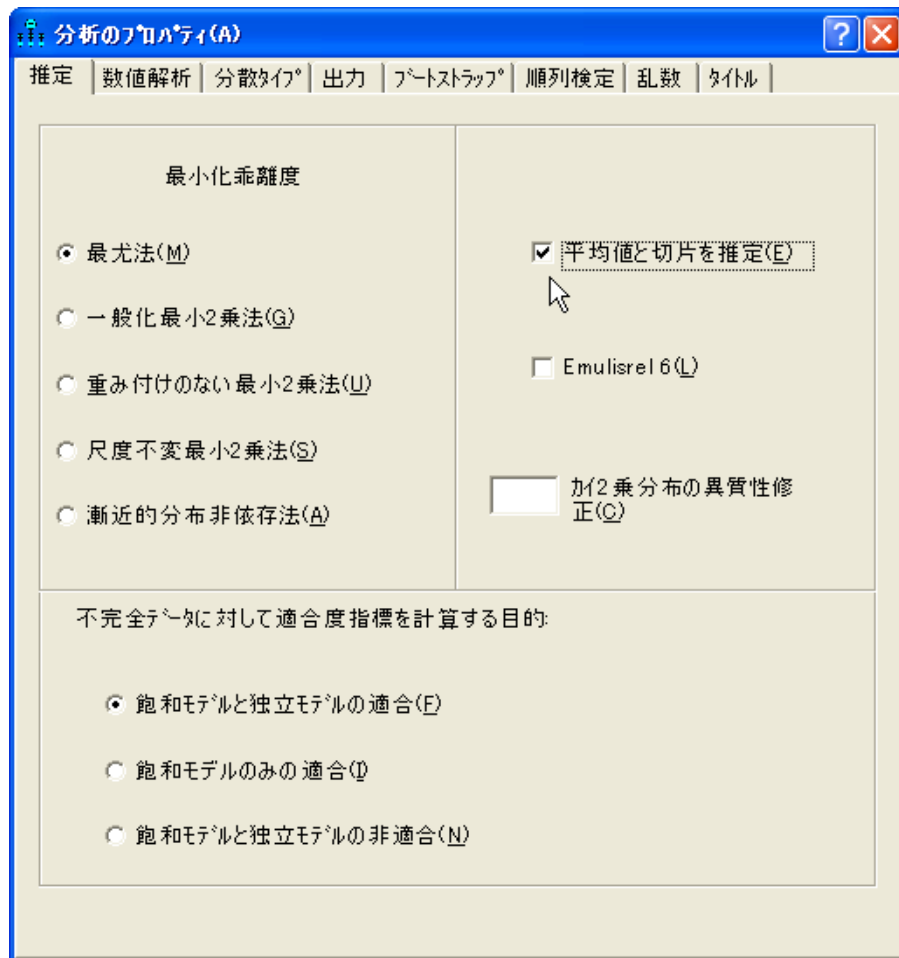 分析のﾌﾟﾛﾊﾟﾃｨ(A)
推定 数値解析 分散ﾀｲﾌﾟ 出力 ﾌﾞｰﾄｽﾄﾗｯﾌﾟ 順列検定 乱数 ﾀｲﾄﾙ
最小化乖離度
最尤法(M)
平均値と切片を推定(E)
一般化最小2乗法(G)
重み付けのない最小2乗法(U)
Emulisrel6(L)
尺度不変最小2乗法(S)
漸近的分布非依存法(A)
ｶｲ2乗分布の異質性修
正(C)
不完全ﾃﾞｰﾀに対して適合度指標を計算する目的:
飽和ﾓﾃﾞﾙと独立ﾓﾃﾞﾙの適合(F)
飽和モデルのみの適合(I)
飽和ﾓﾃﾞﾙと独立ﾓﾃﾞﾙの非適合(N)